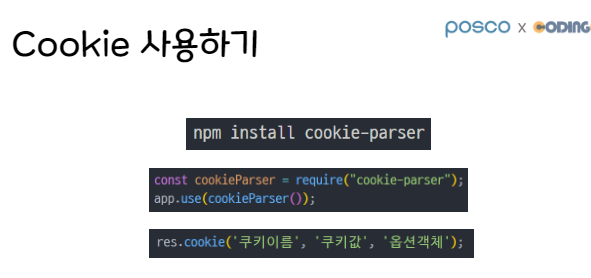 Cookie 사용하기
posco x CODING
npm install cookie-parser
const cookieParser = require("cookie-parser");
app.use(cookieParser());
res.cookie('쿠키이름', '쿠키값', '옵션객체');